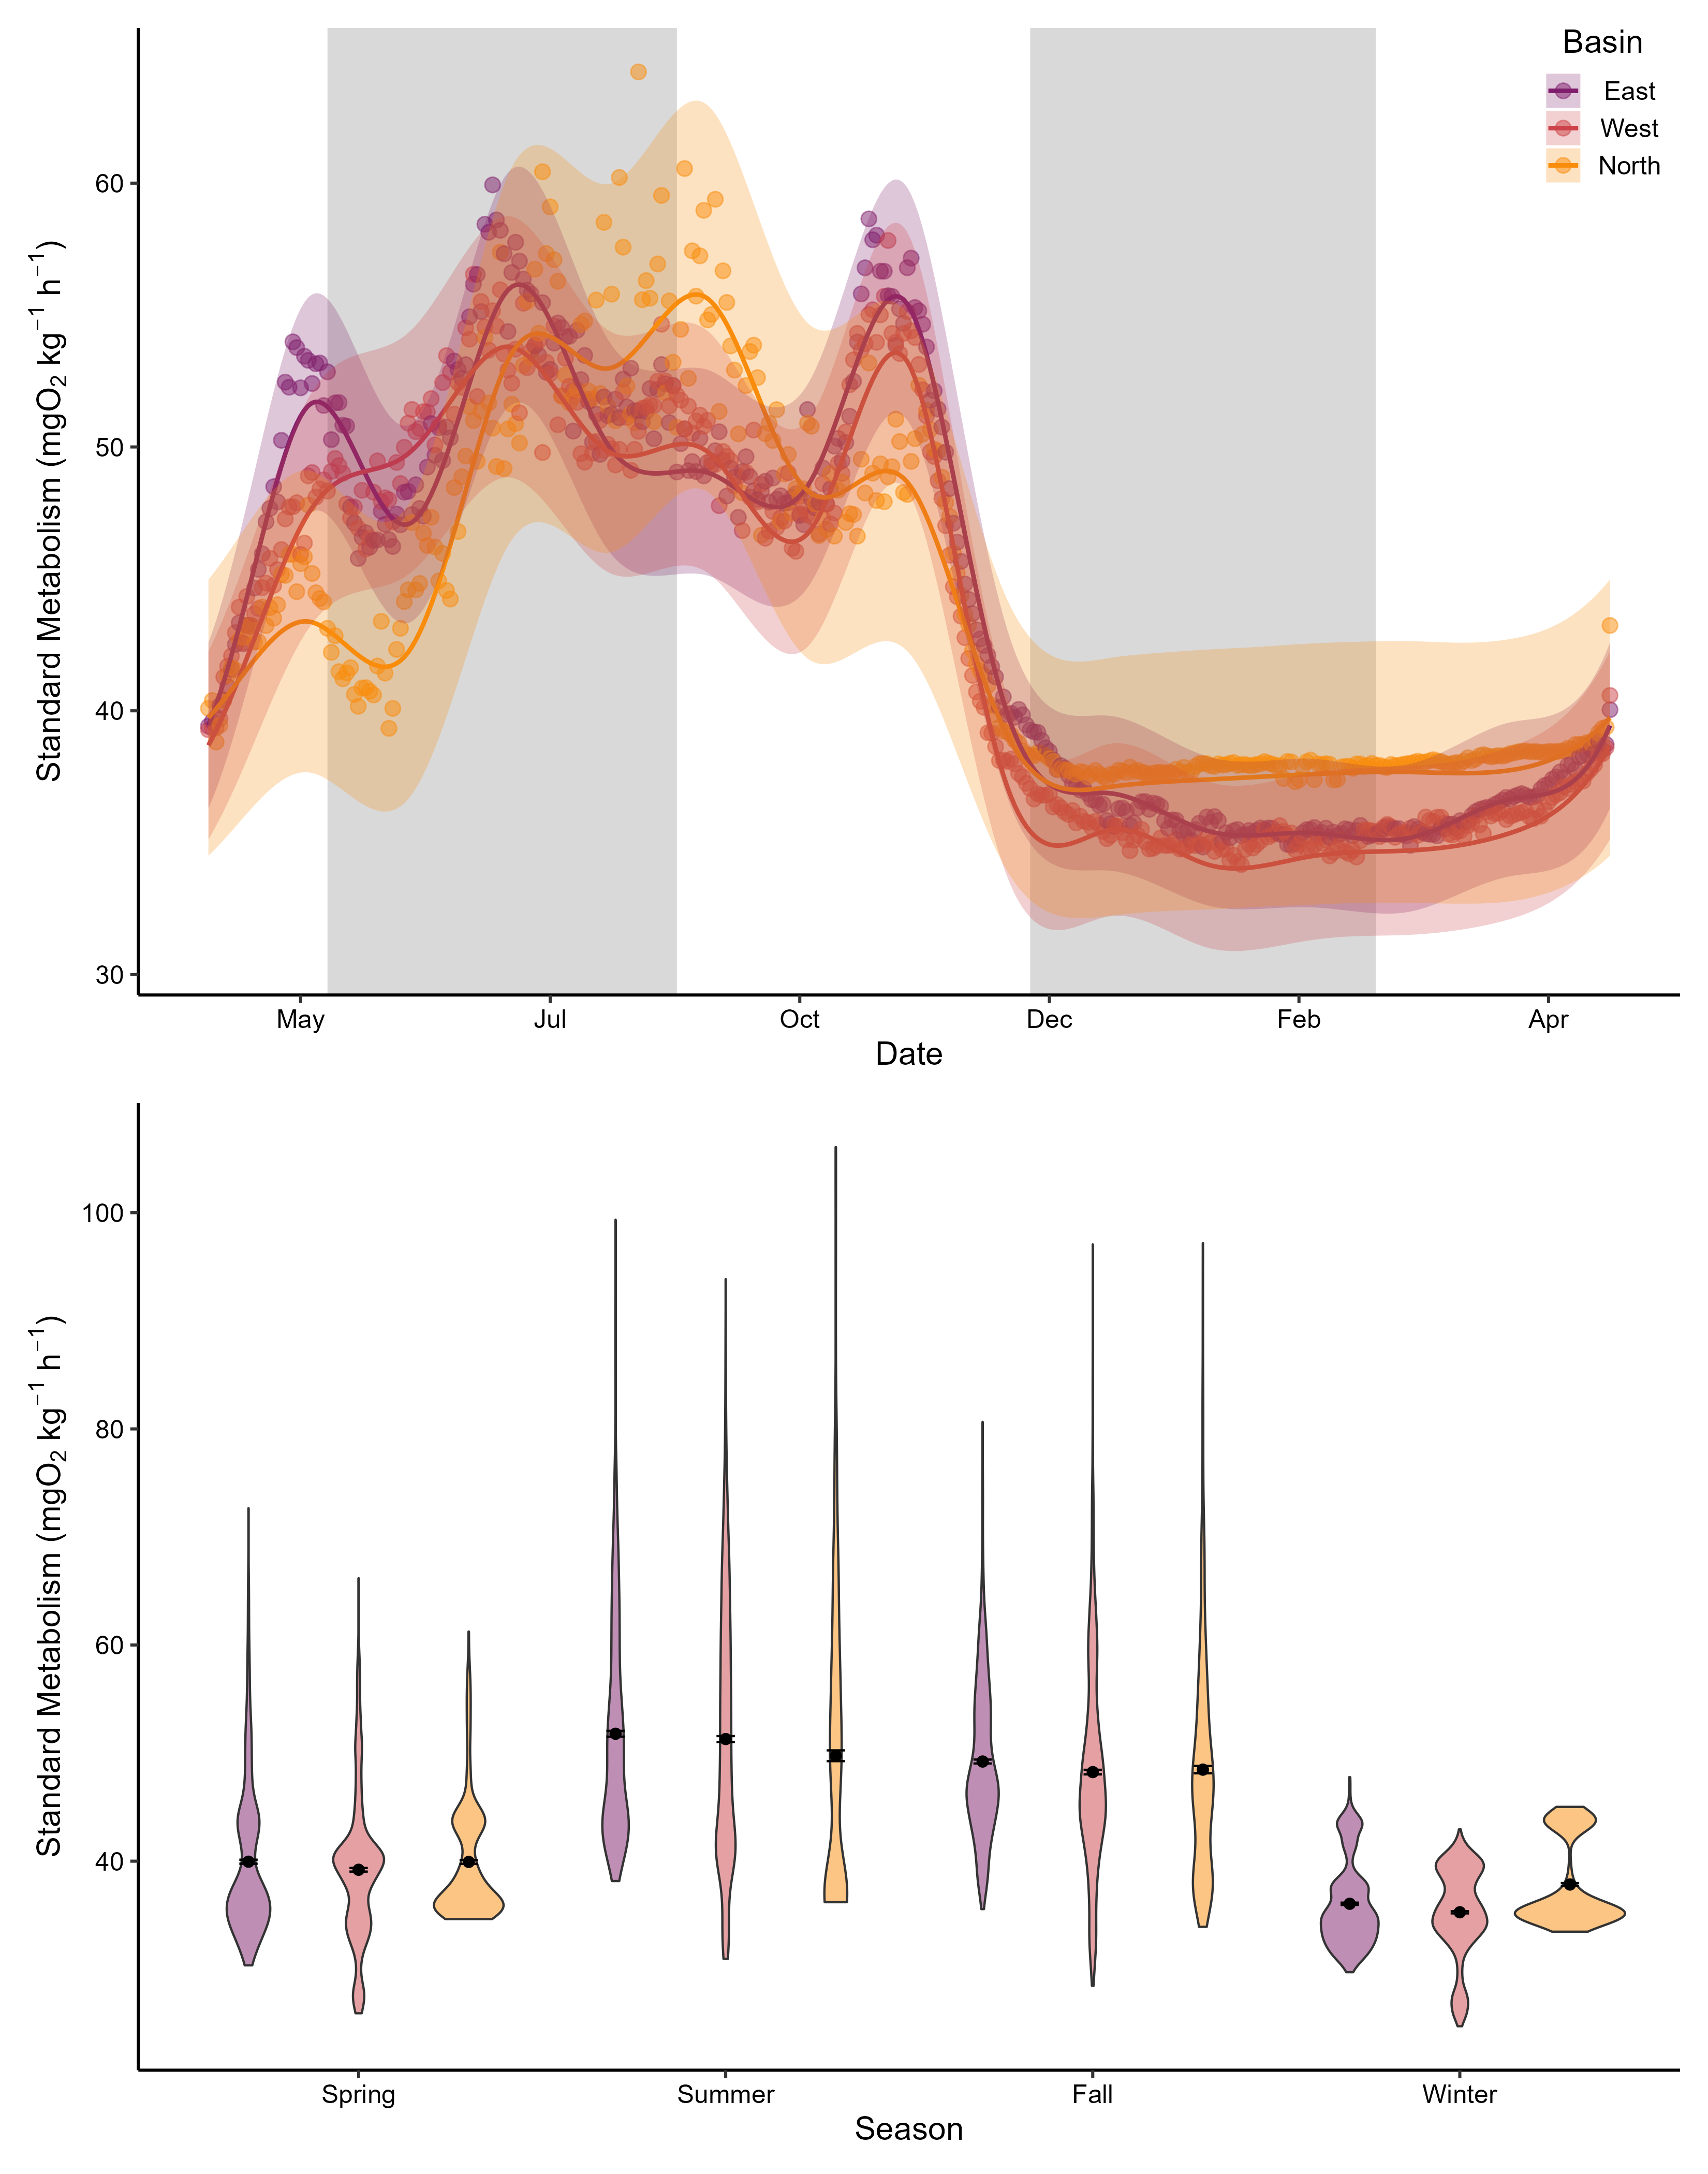 Basin
East
West
North
60
50
40
30
Standard Metabolism (mgO₂ kg⁻¹ h⁻¹)
May Jul Oct Dec Feb Apr
Date
100
80
60
40
Standard Metabolism (mgO₂ kg⁻¹ h⁻¹)
Spring Summer Fall Winter
Season